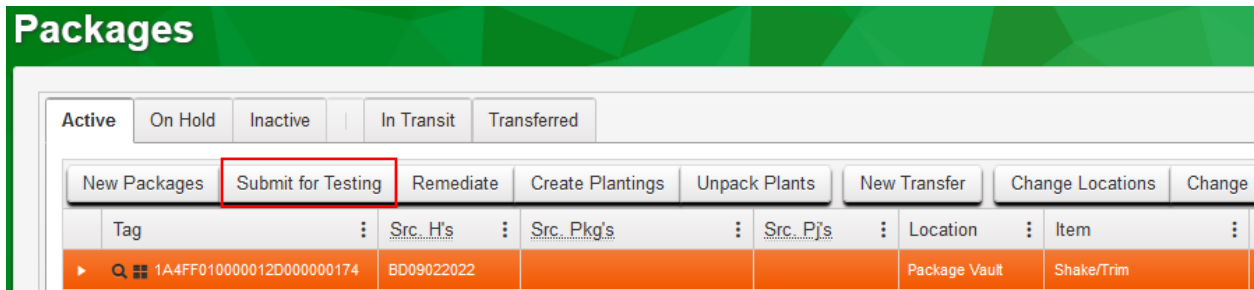 Packages
Active On Hold Inactive In Transit Transferred
New Packages Submit for Testing Remediate Create Plantings Unpack Plants New Transfer Change Locations Change
Tag Src. H's Src. Pkg's Src. Pj's Location Item
1A4FF010000012D000000174 BD09022022 Package Vault Shake/Trim